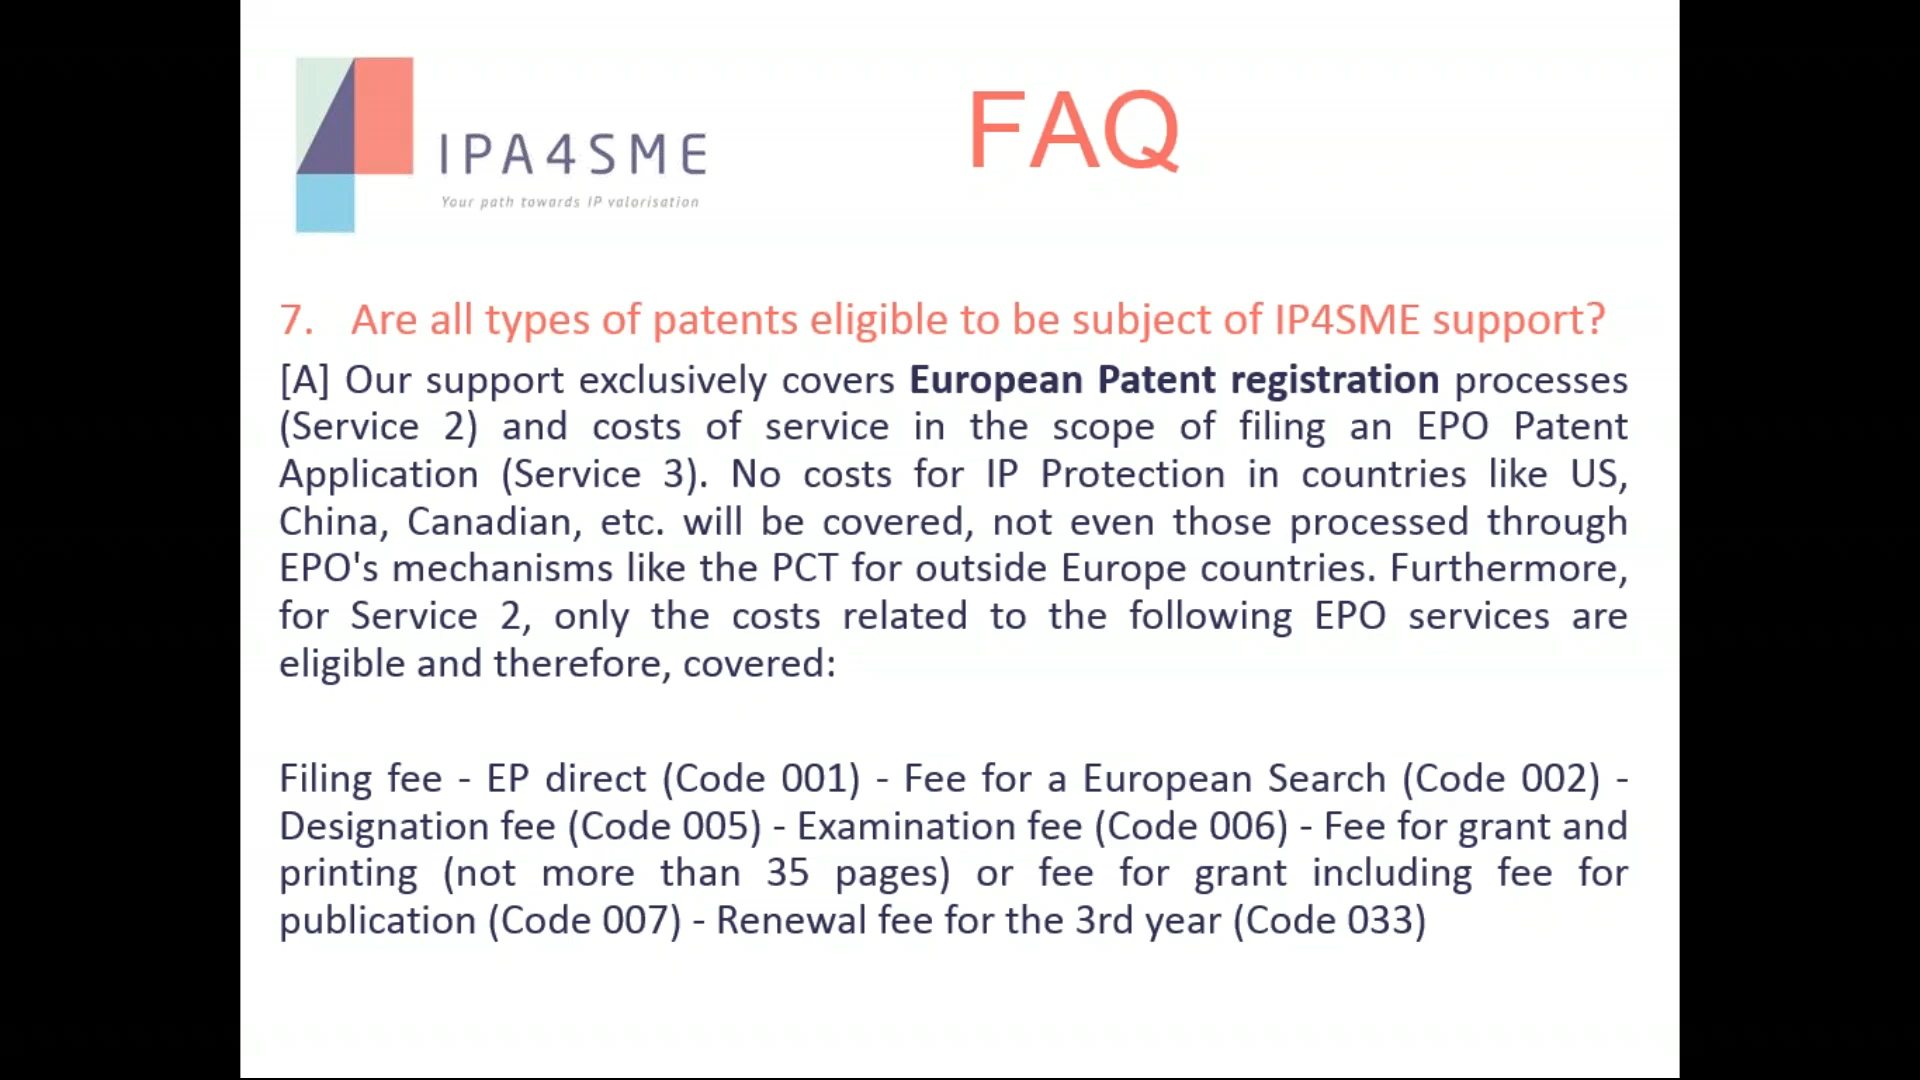 IPA4SME
Your path towards IP valorisation
FAQ
7. Are all types of patents eligible to be subject of IP4SME support?
[A] Our support exclusively covers European Patent registration processes
(Service 2) and costs of service in the scope of filing an EPO Patent
Application (Service 3). No costs for IP Protection in countries like US,
China, Canadian, etc. will be covered, not even those processed through
EPO's mechanisms like the PCT for outside Europe countries. Furthermore,
for Service 2, only the costs related to the following EPO services are
eligible and therefore, covered:
Filing fee - EP direct (Code 001) - Fee for a European Search (Code 002) -
Designation fee (Code 005) - Examination fee (Code 006) - Fee for grant and
printing (not more than 35 pages) or fee for grant including fee for
publication (Code 007) - Renewal fee for the 3rd year (Code 033)